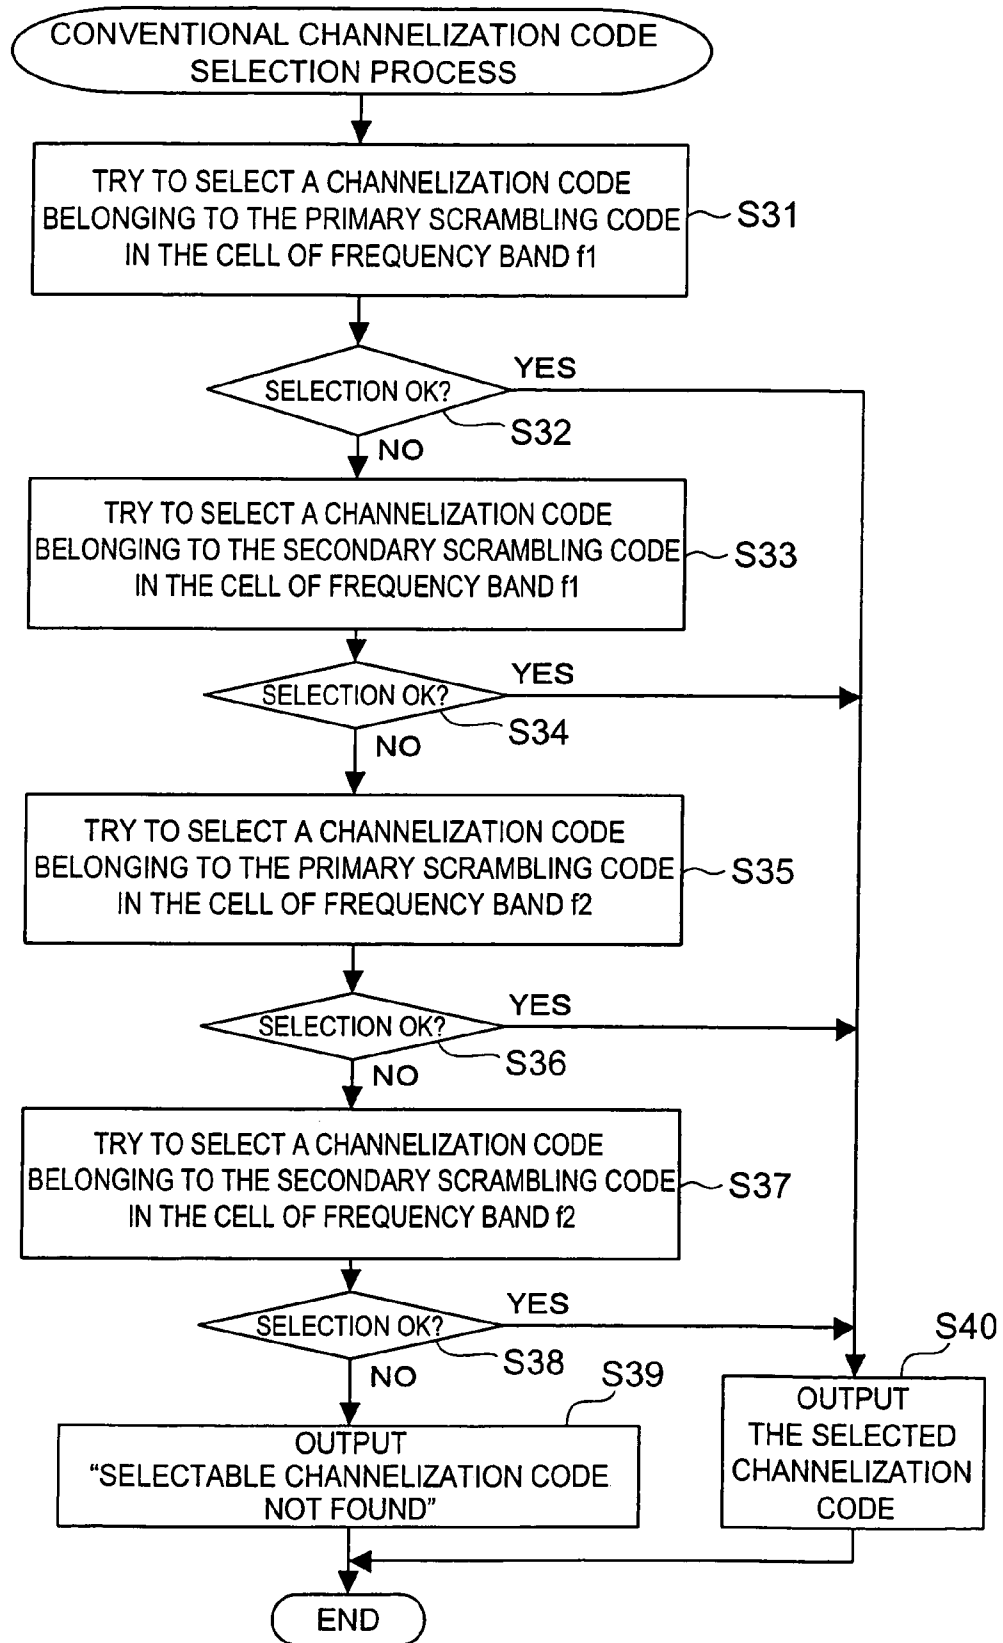 CONVENTIONAL CHANNELIZATION CODE
SELECTION PROCESS
TRY TO SELECT A CHANNELIZATION CODE
BELONGING TO THE PRIMARY SCRAMBLING CODE
IN THE CELL OF FREQUENCY BAND f1
S31
SELECTION OK?
YES
S32
NO
TRY TO SELECT A CHANNELIZATION CODE
BELONGING TO THE SECONDARY SCRAMBLING CODE
IN THE CELL OF FREQUENCY BAND f1
S33
SELECTION OK?
YES
S34
NO
TRY TO SELECT A CHANNELIZATION CODE
BELONGING TO THE PRIMARY SCRAMBLING CODE
IN THE CELL OF FREQUENCY BAND f2
S35
SELECTION OK?
YES
S36
NO
TRY TO SELECT A CHANNELIZATION CODE
BELONGING TO THE SECONDARY SCRAMBLING CODE
IN THE CELL OF FREQUENCY BAND f2
S37
SELECTION OK?
YES
S38
NO
S39
OUTPUT
“SELECTABLE CHANNELIZATION CODE
NOT FOUND”
S40
OUTPUT
THE SELECTED
CHANNELIZATION
CODE
END